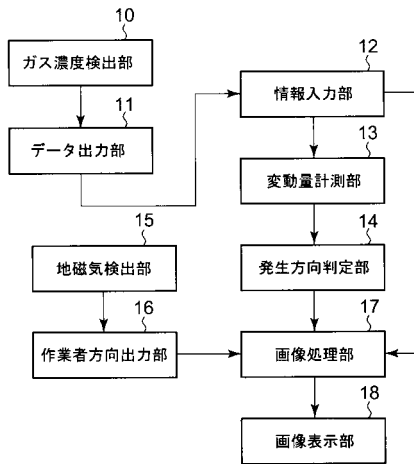 10
ガス濃度検出部
11
データ出力部
12
情報入力部
13
変動量計測部
14
発生方向判定部
15
地磁気検出部
16
作業者方向出力部
17
画像処理部
18
画像表示部